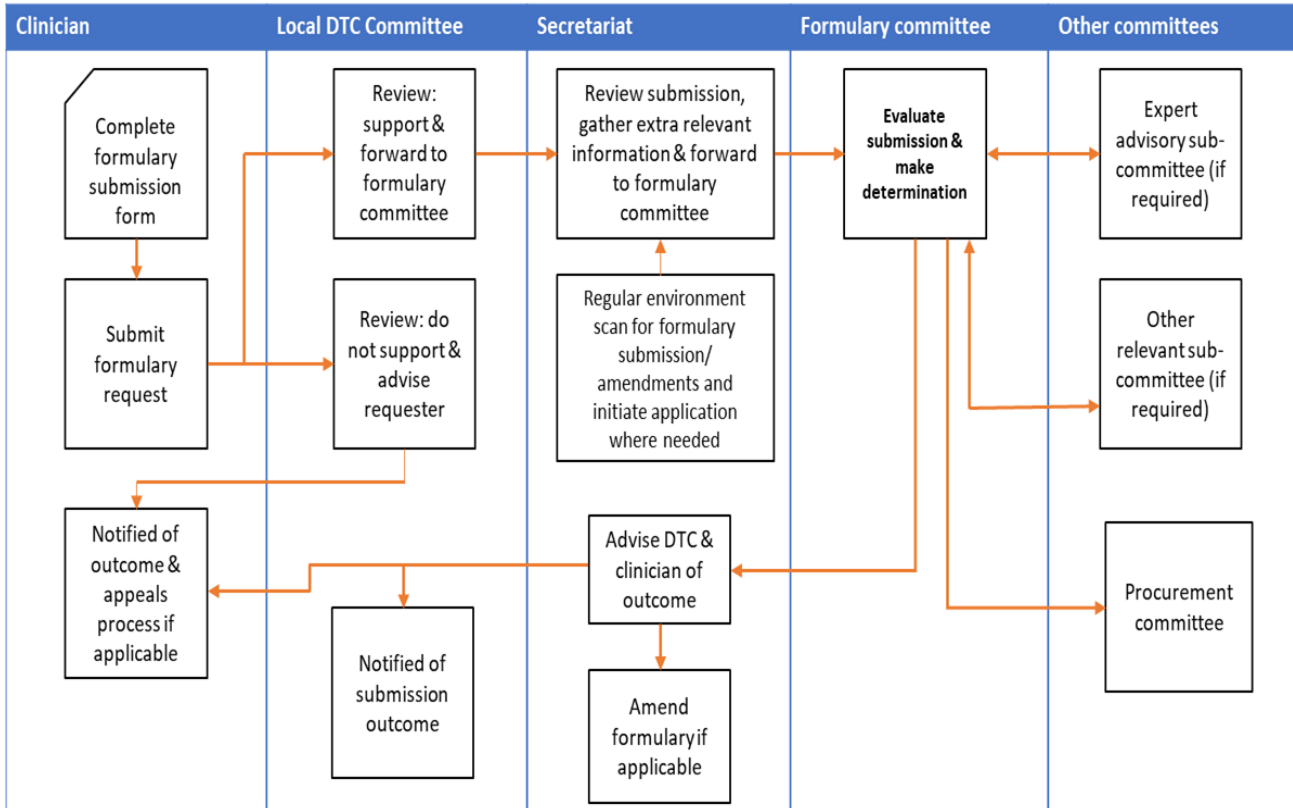 Clinician
Local DTC Committee
Secretariat
Formulary committee
Other committees
Complete
formulary
submission
form
Review:
support &
forward to
formulary
committee
Review submission,
gather extra relevant
information & forward
to formulary
committee
Evaluate
submission &
make
determination
Expert
advisory sub-
committee (if
required)
Submit
formulary
request
Review: do
not support &
advise
requester
Regular environment
scan for formulary
submission/
amendments and
initiate application
where needed
Other
relevant sub-
committee (if
required)
Notified of
outcome &
appeals
process if
applicable
Notified of
submission
outcome
Advise DTC &
clinician of
outcome
Amend
formulary if
applicable
Procurement
committee